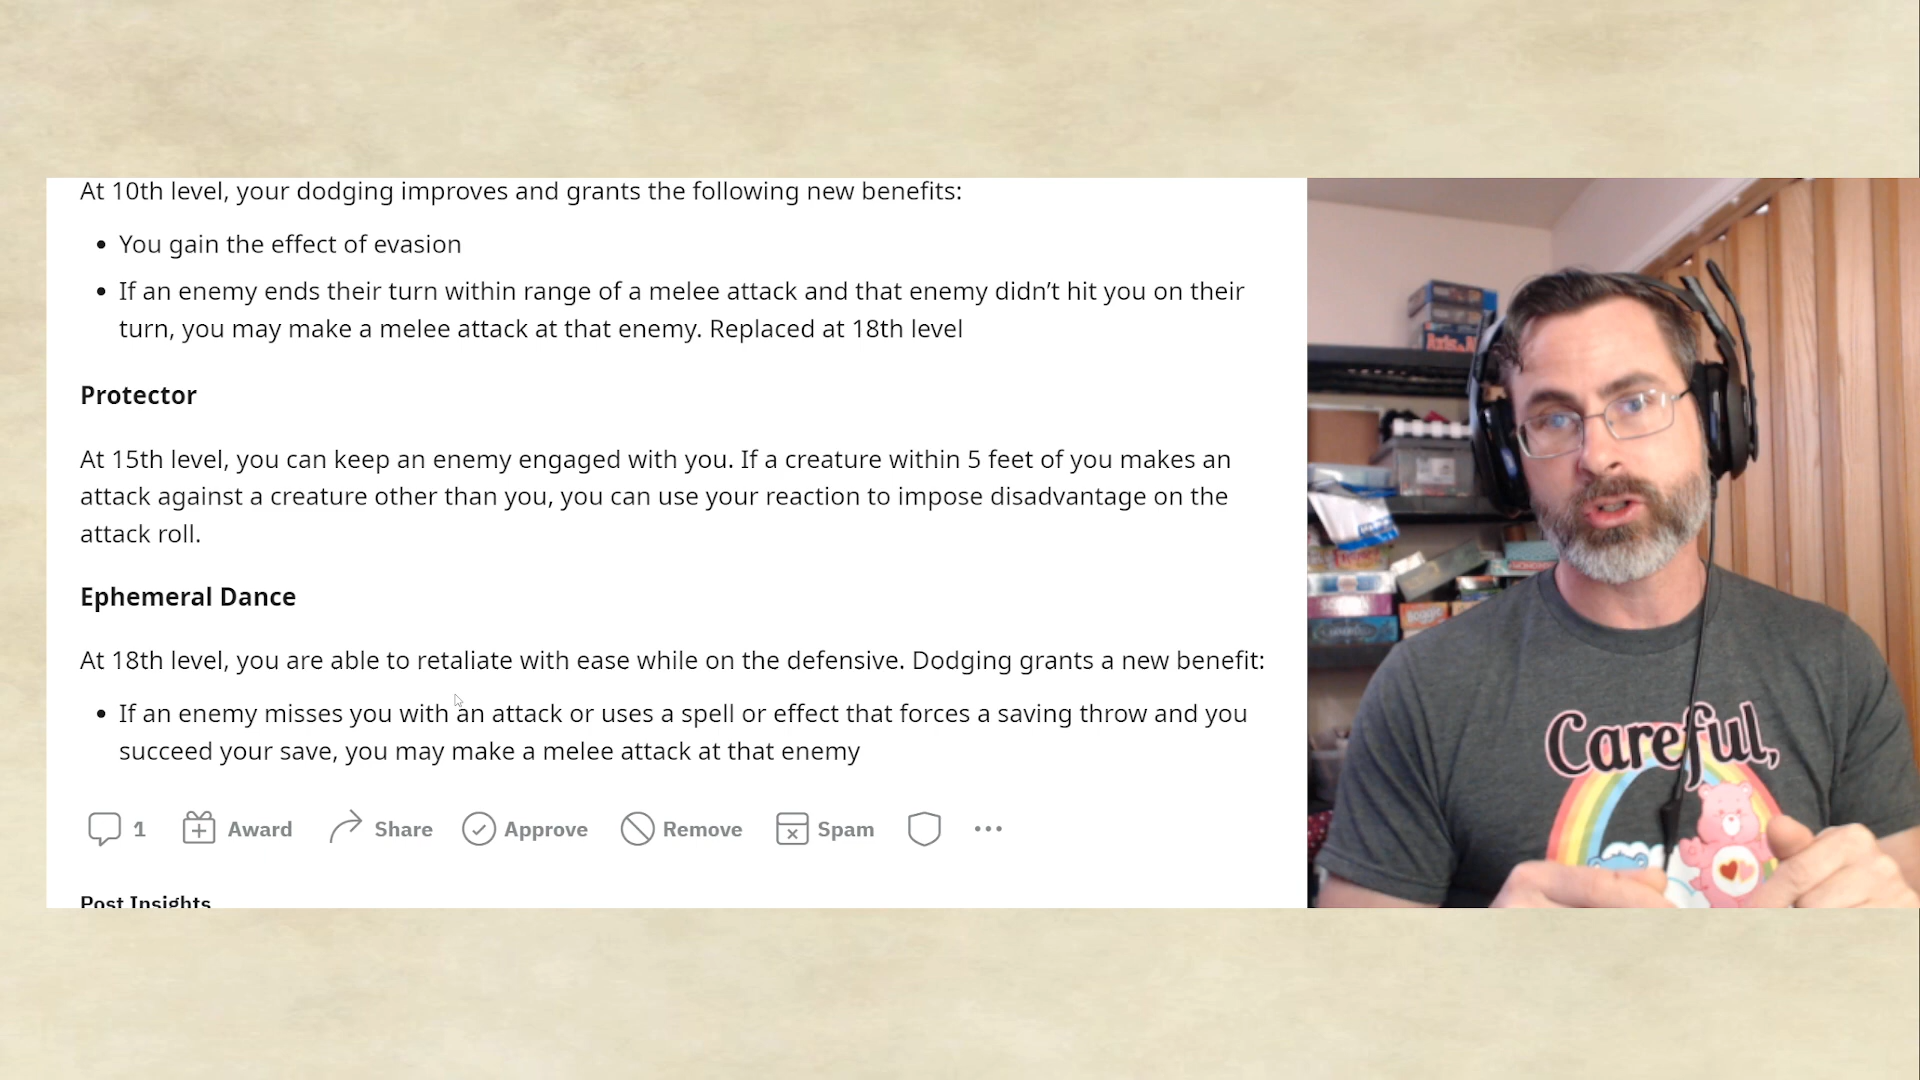 At 10th level, your dodging improves and grants the following new benefits:
• You gain the effect of evasion
• If an enemy ends their turn within range of a melee attack and that enemy didn’t hit you on their
turn, you may make a melee attack at that enemy. Replaced at 18th level
Protector
At 15th level, you can keep an enemy engaged with you. If a creature within 5 feet of you makes an
attack against a creature other than you, you can use your reaction to impose disadvantage on the
attack roll.
Ephemeral Dance
At 18th level, you are able to retaliate with ease while on the defensive. Dodging grants a new benefit:
• If an enemy misses you with an attack or uses a spell or effect that forces a saving throw and you
succeed your save, you may make a melee attack at that enemy
1 Award Share Approve Remove Spam
Post Insights
Careful,